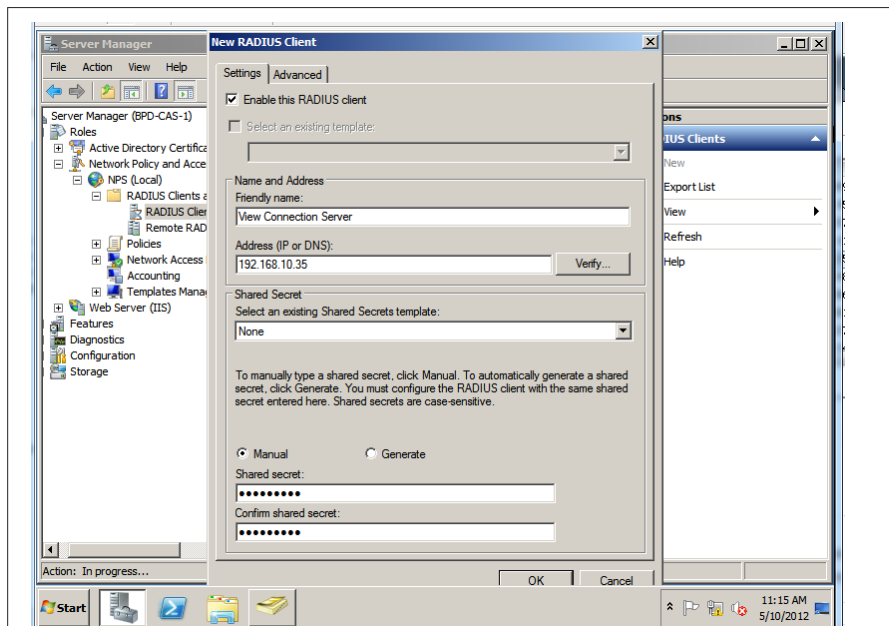 Server Manager
New RADIUS Client
File Action View Help
Settings
Advanced
Enable this RADIUS client
Select an existing template:
Server Manager (BPD-CAS-1)
Roles
Active Directory Certifica
Network Policy and Acce
NPS (Local)
RADIUS Clients a
RADIUS Clier
Remote RAD
Policies
Network Access
Accounting
Templates Mana
Web Server (IIS)
Features
Diagnostics
Configuration
Storage
Name and Address
Friendly name:
View Connection Server
Address (IP or DNS):
192.168.10.35
Verify...
Shared Secret
Select an existing Shared Secrets template:
None
To manually type a shared secret, click Manual. To automatically generate a shared
secret, click Generate. You must configure the RADIUS client with the same shared
secret entered here. Shared secrets are case-sensitive.
Manual
Generate
Shared secret:
Confirm shared secret:
OK
Cancel
ons
IUS Clients
New
Export List
View
Refresh
Help
Action: In progress...
Start
11:15 AM
5/10/2012